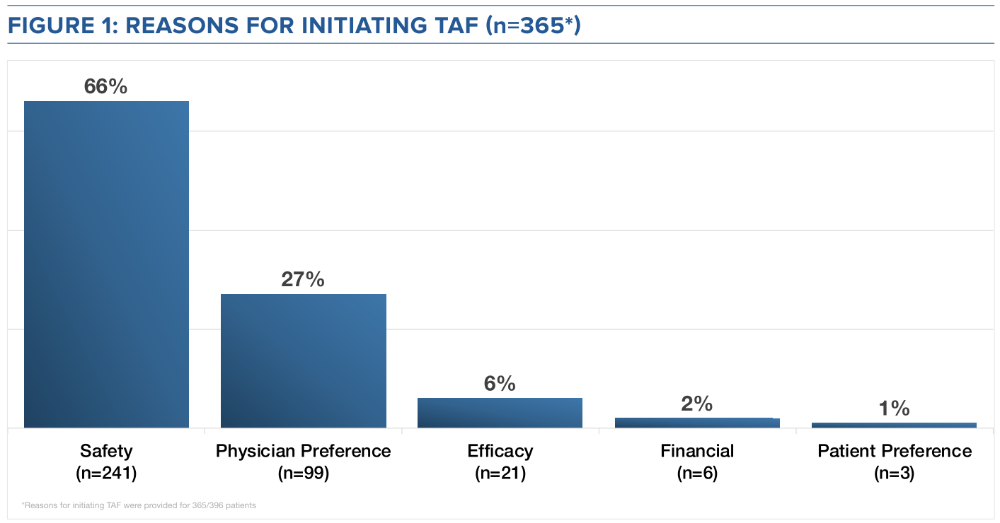 FIGURE 1: REASONS FOR INITIATING TAF (n=365*)
66%
27%
6%
2%
1%
Safety
(n=241)
Physician Preference
(n=99)
Efficacy
(n=21)
Financial
(n=6)
Patient Preference
(n=3)
*Reasons for initiating TAF were provided for 365/396 patients